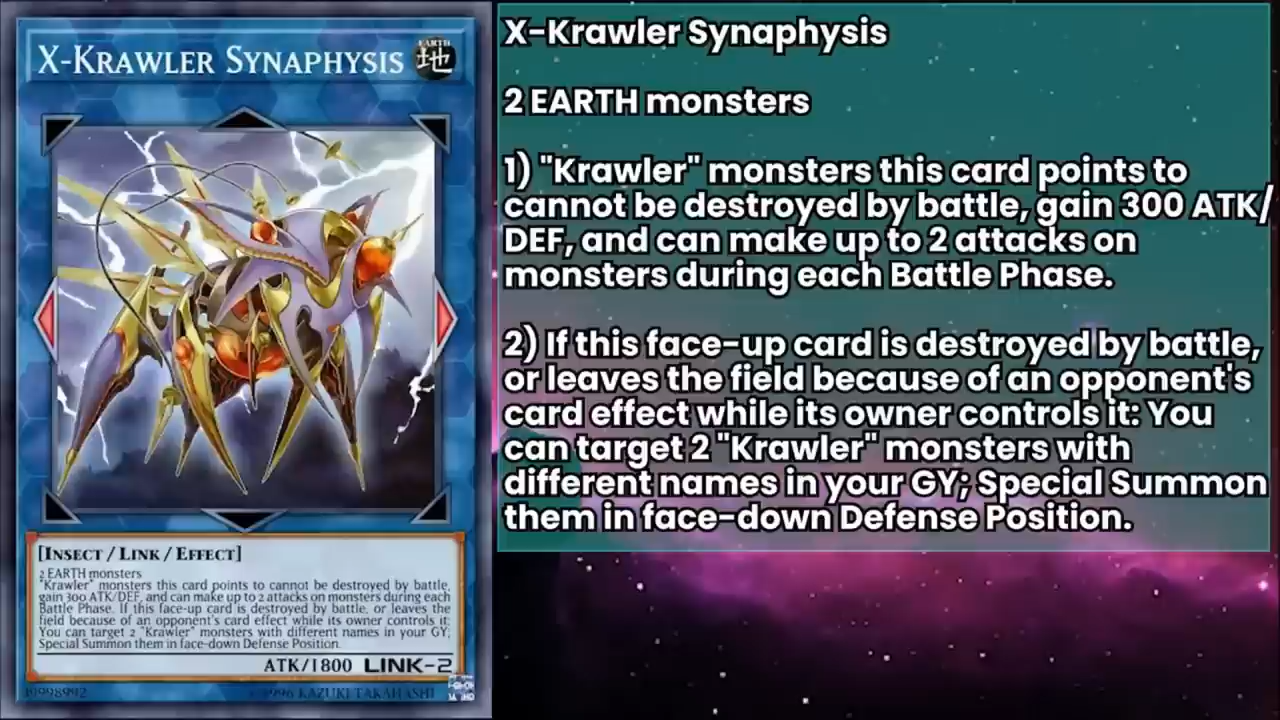 X-Krawler Synaphysis
EARTH
地
[Insect / Link / Effect]
2 EARTH monsters
"Krawler" monsters this card points to cannot be destroyed by battle,
gain 300 ATK/DEF, and can make up to 2 attacks on monsters during each
Battle Phase. If this face-up card is destroyed by battle, or leaves the
field because of an opponent's card effect while its owner controls it:
You can target 2 "Krawler" monsters with different names in your GY;
Special Summon them in face-down Defense Position.
ATK/1800 LINK-2
©1996 KAZUKI TAKAHASHI
X-Krawler Synaphysis
2 EARTH monsters
1) "Krawler" monsters this card points to
cannot be destroyed by battle, gain 300 ATK/
DEF, and can make up to 2 attacks on
monsters during each Battle Phase.
2) If this face-up card is destroyed by battle,
or leaves the field because of an opponent's
card effect while its owner controls it: You
can target 2 "Krawler" monsters with
different names in your GY; Special Summon
them in face-down Defense Position.